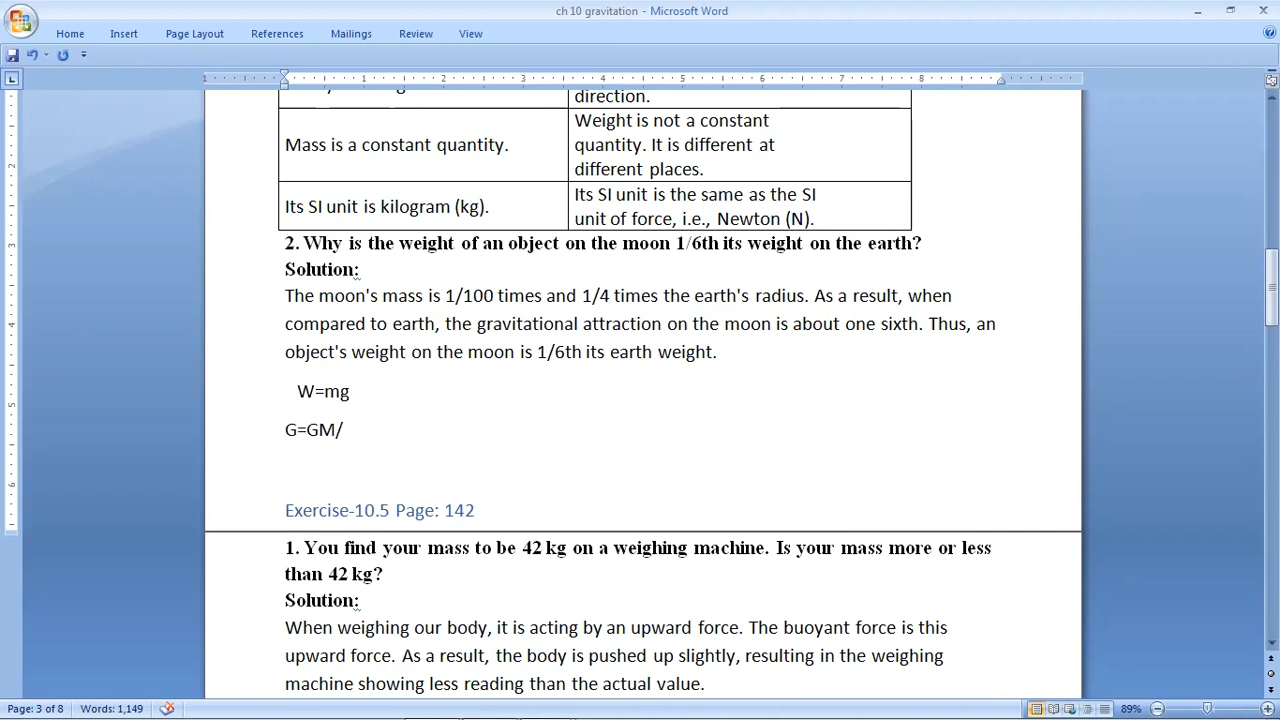 ch 10 gravitation - Microsoft Word
Home Insert Page Layout References Mailings Review View
1 1 2 3 4 5 6 7 8
direction.
Mass is a constant quantity.
Weight is not a constant
quantity. It is different at
different places.
Its SI unit is kilogram (kg).
Its SI unit is the same as the SI
unit of force, i.e., Newton (N).
2. Why is the weight of an object on the moon 1/6th its weight on the earth?
Solution:
The moon's mass is 1/100 times and 1/4 times the earth's radius. As a result, when
compared to earth, the gravitational attraction on the moon is about one sixth. Thus, an
object's weight on the moon is 1/6th its earth weight.
W=mg
G=GM/
Exercise-10.5 Page: 142
1. You find your mass to be 42 kg on a weighing machine. Is your mass more or less
than 42 kg?
Solution:
When weighing our body, it is acting by an upward force. The buoyant force is this
upward force. As a result, the body is pushed up slightly, resulting in the weighing
machine showing less reading than the actual value.
Page: 3 of 8 Words: 1,149 89%